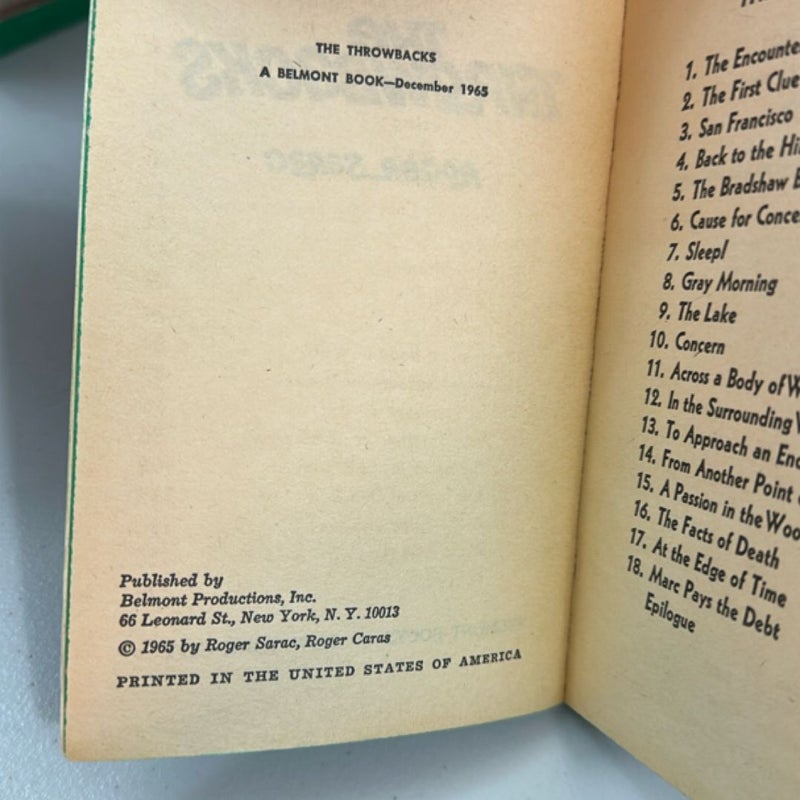 THE THROWBACKS
A BELMONT BOOK—December 1965
Published by
Belmont Productions, Inc.
66 Leonard St., New York, N. Y. 10013
© 1965 by Roger Sarac, Roger Caras
PRINTED IN THE UNITED STATES OF AMERICA
1. The Encounte
2. The First Clue
3. San Francisco
4. Back to the Hi
5. The Bradshaw
6. Cause for Conce
7. Sleep!
8. Gray Morning
9. The Lake
10. Concern
11. Across a Body of W
12. In the Surrounding
13. To Approach an Enc
14. From Another Point
15. A Passion in the Woo
16. The Facts of Death
17. At the Edge of Time
18. Marc Pays the Debt
Epilogue